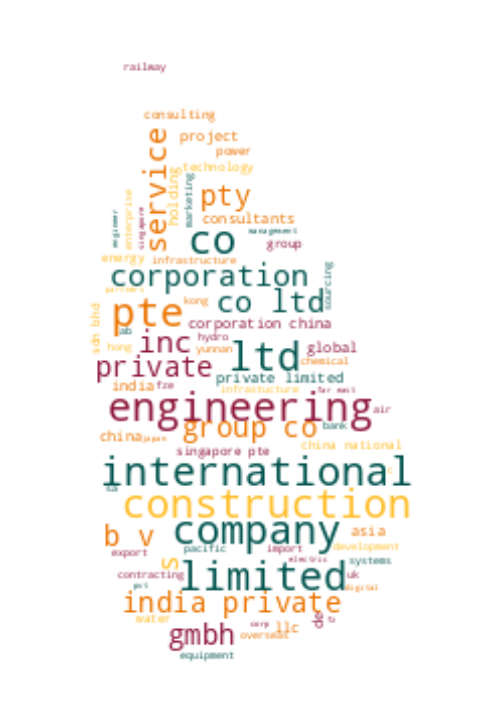 railway
consulting
service
project
power
technology
holding
marketing
enterprise
singapore
engineer
pty
consultants
management
co
group
energy
infrastructure
corporation
sourcing
partners
kong
co ltd
pte
sdn bhd
ab
corporation china
hydro
inc
hong
yunnan
ltd
global
chemical
private
private limited
india
fze
infrastucture
far east
engineering
air
group co
bank
china
japan
china national
singapore pte
international
sa
construction
company
b v
asia
development
export
pacific
import
electric
systems
s
contracting
limited
uk
digital
pvt
india private
water
de
corp
llc
gmbh
overseas
equipment